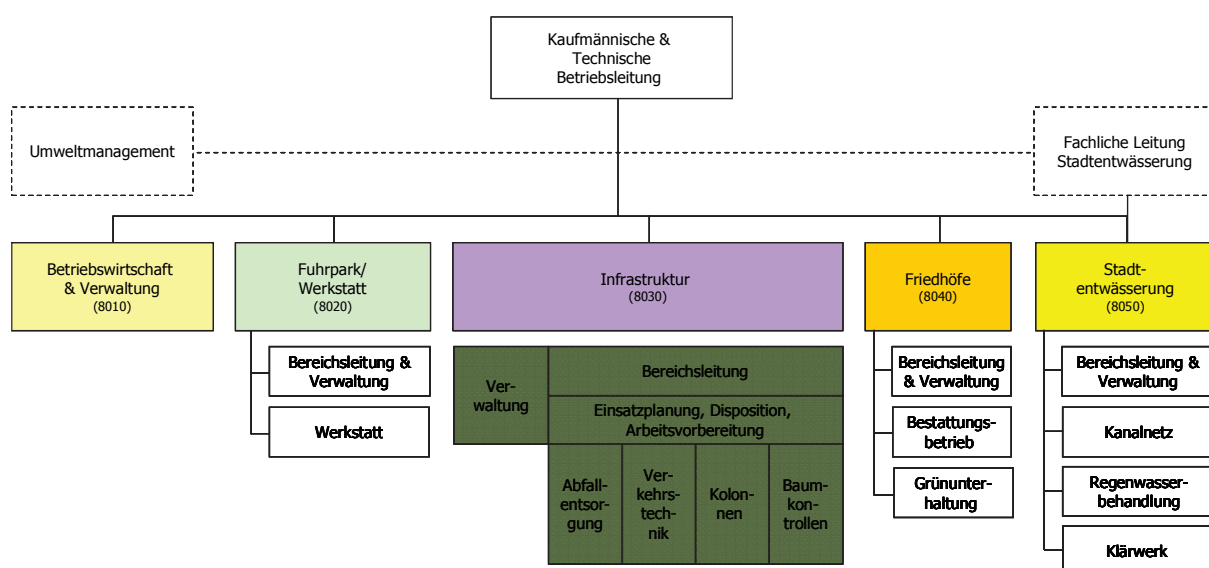 Kaufmännische &
Technische
Betriebsleitung
Umweltmanagement
Fachliche Leitung
Stadtentwässerung
Betriebswirtschaft
& Verwaltung
(8010)
Fuhrpark/
Werkstatt
(8020)
Infrastruktur
(8030)
Friedhöfe
(8040)
Stadt-
entwässerung
(8050)
Bereichsleitung &
Verwaltung
Werkstatt
Ver-
waltung
Bereichsleitung
Einsatzplanung, Disposition,
Arbeitsvorbereitung
Abfall-
entsor-
gung
Ver-
kehrs-
tech-
nik
Kolon-
nen
Baum-
kon-
trollen
Bereichsleitung
& Verwaltung
Bestattungs-
betrieb
Grünunter-
haltung
Bereichsleitung &
Verwaltung
Kanalnetz
Regenwasser-
behandlung
Klärwerk